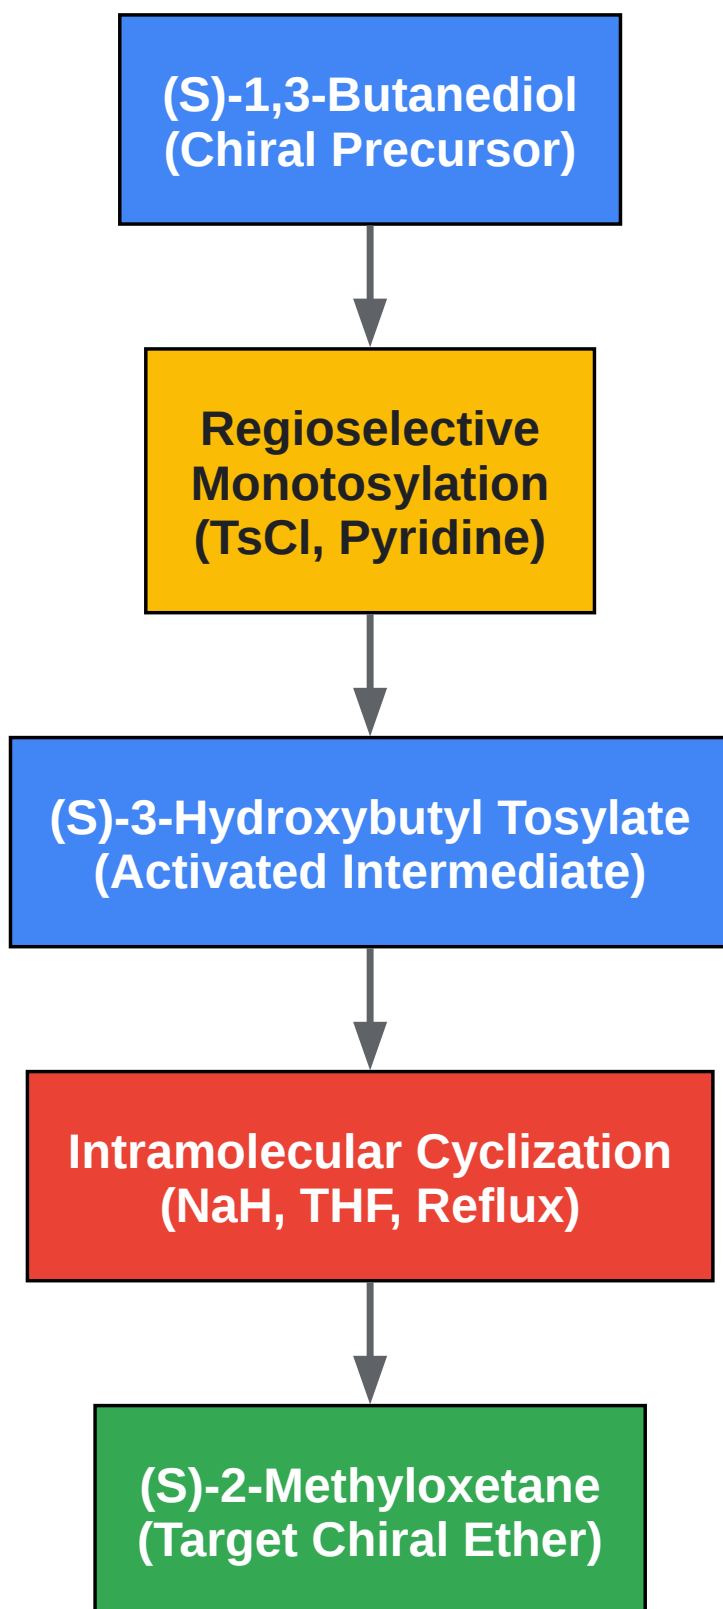 (S)-1,3-Butanediol
(Chiral Precursor)
Regioselective
Monotosylation
(TsCl, Pyridine)
(S)-3-Hydroxybutyl Tosylate
(Activated Intermediate)
Intramolecular Cyclization
(NaH, THF, Reflux)
(S)-2-Methyloxetane
(Target Chiral Ether)